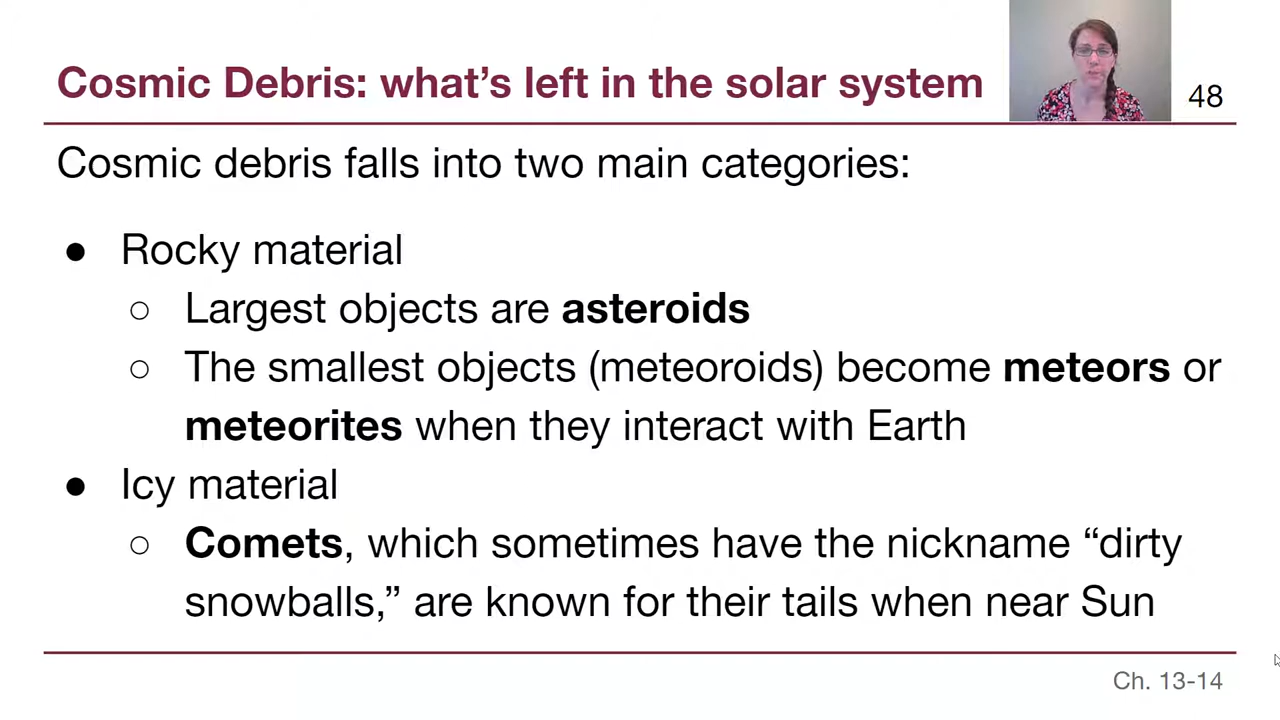 Cosmic Debris: what’s left in the solar system
48
Cosmic debris falls into two main categories:
● Rocky material
○ Largest objects are asteroids
○ The smallest objects (meteoroids) become meteors or
meteorites when they interact with Earth
● Icy material
○ Comets, which sometimes have the nickname “dirty
snowballs,” are known for their tails when near Sun
Ch. 13-14